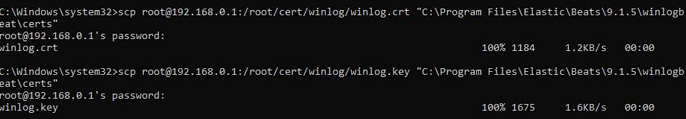 C:\Windows\system32>scp root@192.168.0.1:/root/cert/winlog/winlog.crt "C:\Program Files\Elastic\Beats\9.1.5\winlogb
eat\certs"
root@192.168.0.1's password:
winlog.crt 100% 1184 1.2KB/s 00:00
C:\Windows\system32>scp root@192.168.0.1:/root/cert/winlog/winlog.key "C:\Program Files\Elastic\Beats\9.1.5\winlogb
eat\certs"
root@192.168.0.1's password:
winlog.key 100% 1675 1.6KB/s 00:00